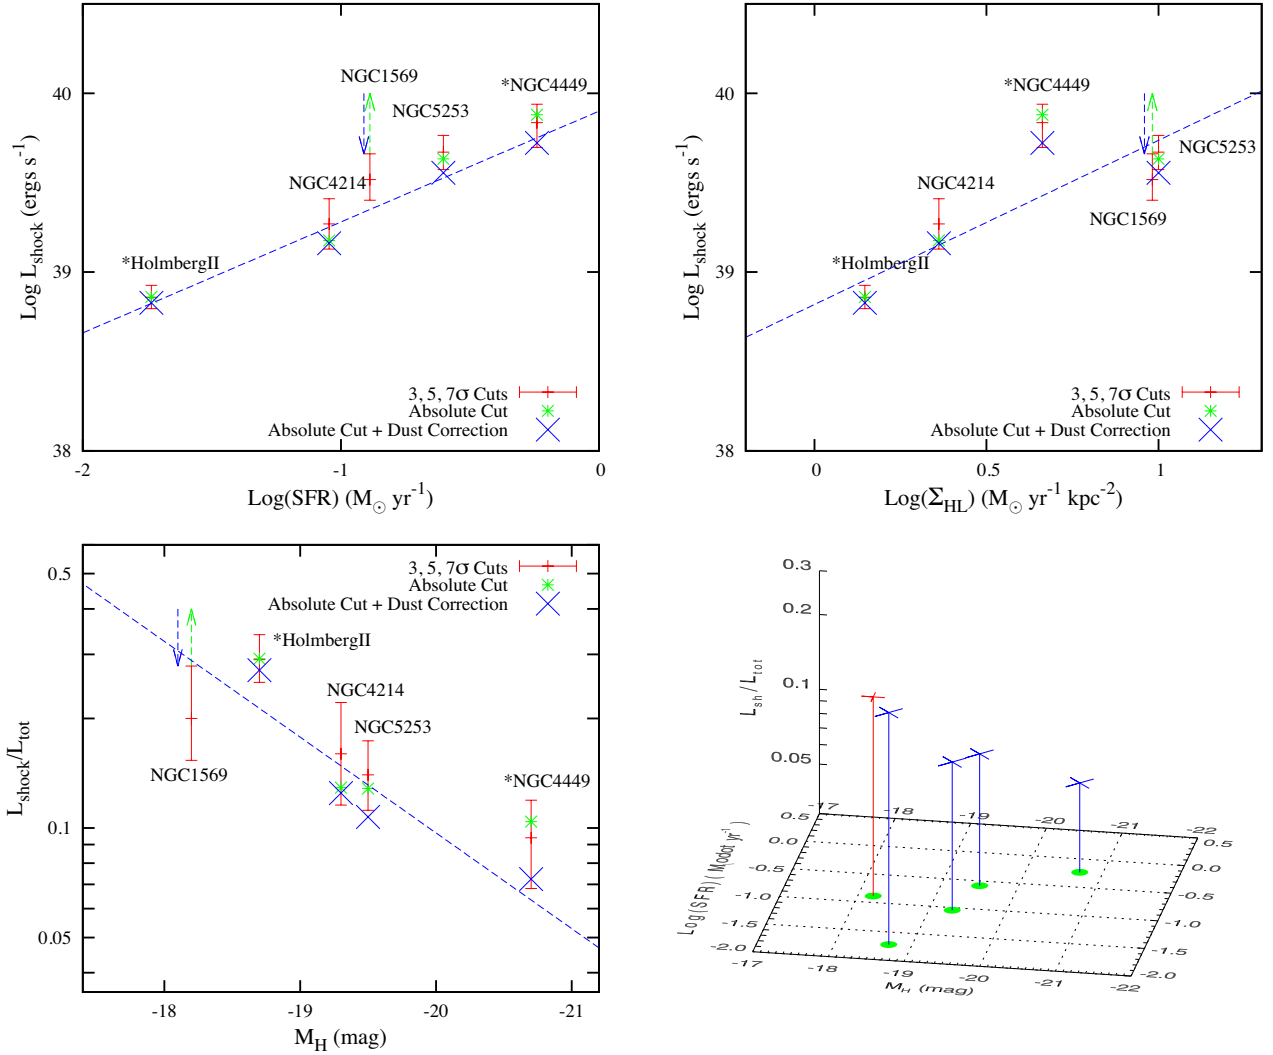 40
39
38
-2
-1
0
Log L_shock (ergs s^-1)
Log(SFR) (M_⊙ yr^-1)
NGC1569
*NGC4449
NGC5253
NGC4214
*HolmbergII
3, 5, 7σ Cuts
Absolute Cut
Absolute Cut + Dust Correction
40
39
38
0
0.5
1
Log L_shock (ergs s^-1)
Log(Σ_HL) (M_⊙ yr^-1 kpc^-2)
*NGC4449
NGC5253
NGC4214
NGC1569
*HolmbergII
3, 5, 7σ Cuts
Absolute Cut
Absolute Cut + Dust Correction
0.5
0.1
0.05
-18
-19
-20
-21
L_shock/L_tot
M_H (mag)
3, 5, 7σ Cuts
Absolute Cut
Absolute Cut + Dust Correction
*HolmbergII
NGC4214
NGC5253
NGC1569
*NGC4449
0.3
0.2
0.1
0.05
L_sh/L_tot
-17
-18
-19
-20
-21
-22
0.5
0.0
-0.5
-1.0
-1.5
-2.0
Log(SFR)(Modot yr^-1)
0.5
0.0
-0.5
-1.0
-1.5
-2.0
-17
-18
-19
-20
-21
-22
M_H (mag)